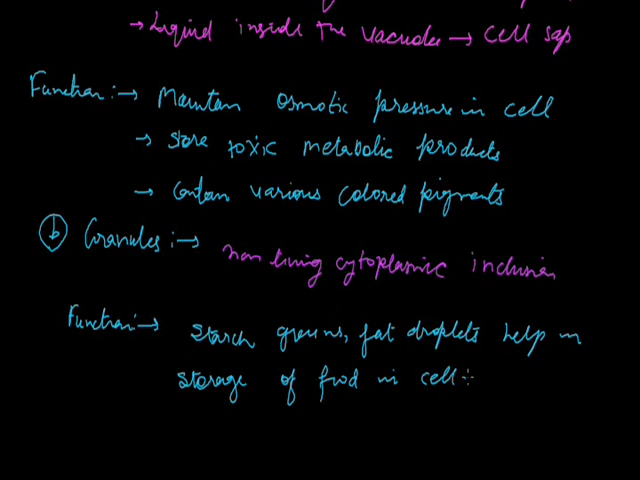 → Liquid inside the vacuoles → cell sap
Function :→ Maintain osmotic pressure in cell
→ store toxic metabolic products
→ Contain various colored pigments
ⓑ Granules :→ non living cytoplasmic inclusion
Function :→ starch grains, fat droplets help in
storage of food in cell